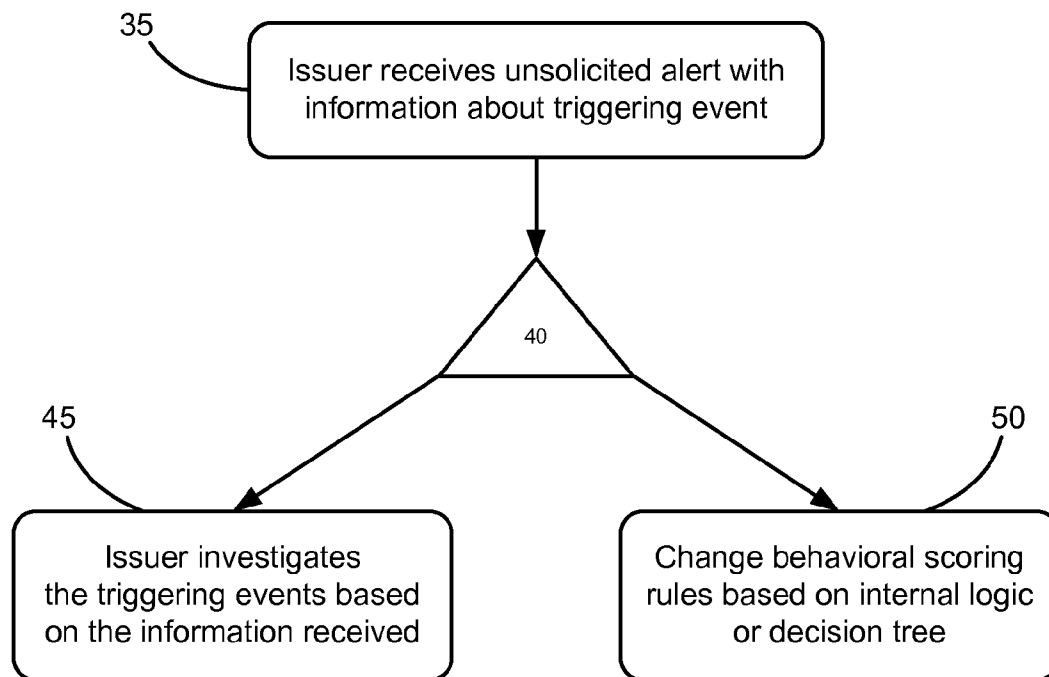 35
Issuer receives unsolicited alert with
information about triggering event
40
45
50
Issuer investigates
the triggering events based
on the information received
Change behavioral scoring
rules based on internal logic
or decision tree